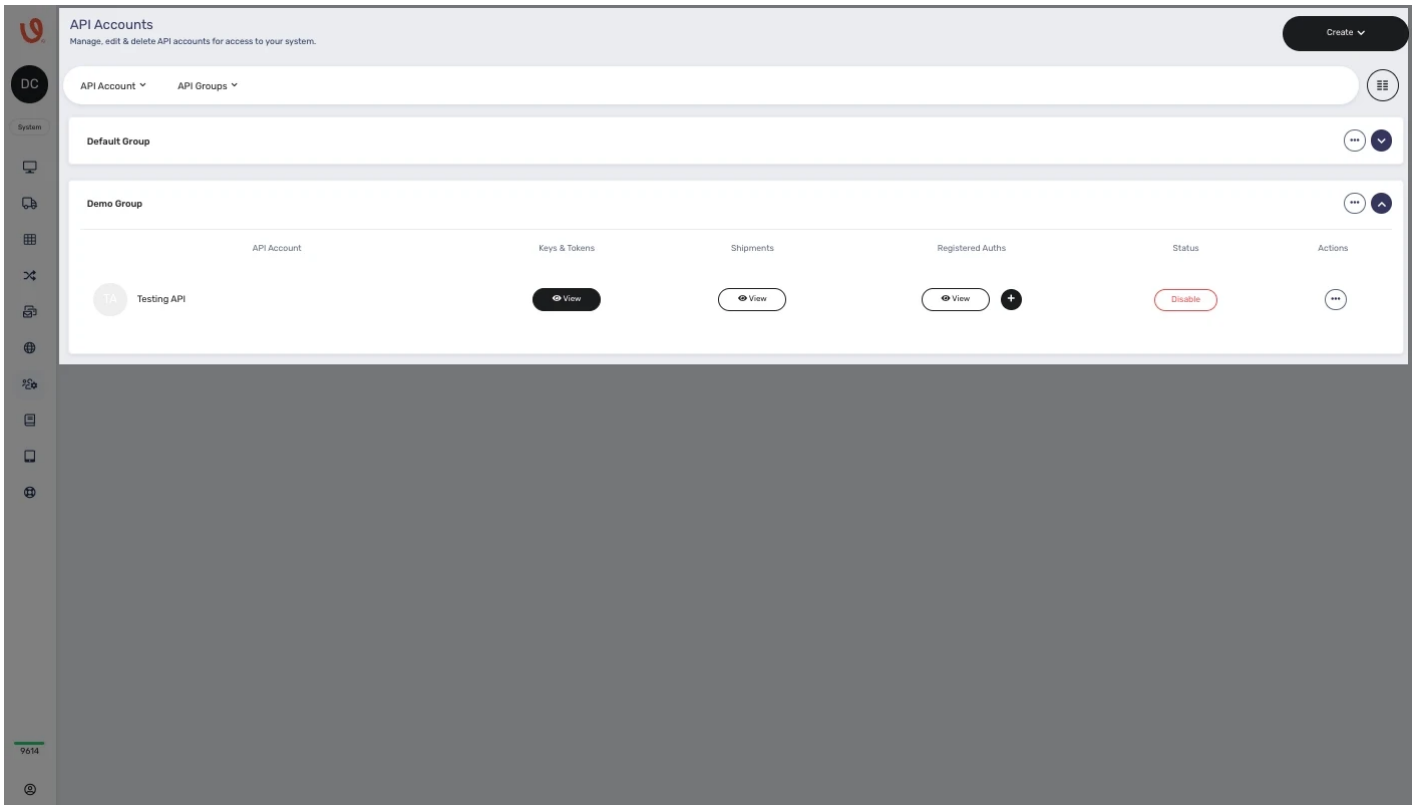 API Accounts
Manage, edit & delete API accounts for access to your system.
Create
DC
API Account
API Groups
System
Default Group
Demo Group
API Account
Keys & Tokens
Shipments
Registered Auths
Status
Actions
TA
Testing API
View
View
View
Disable
9614